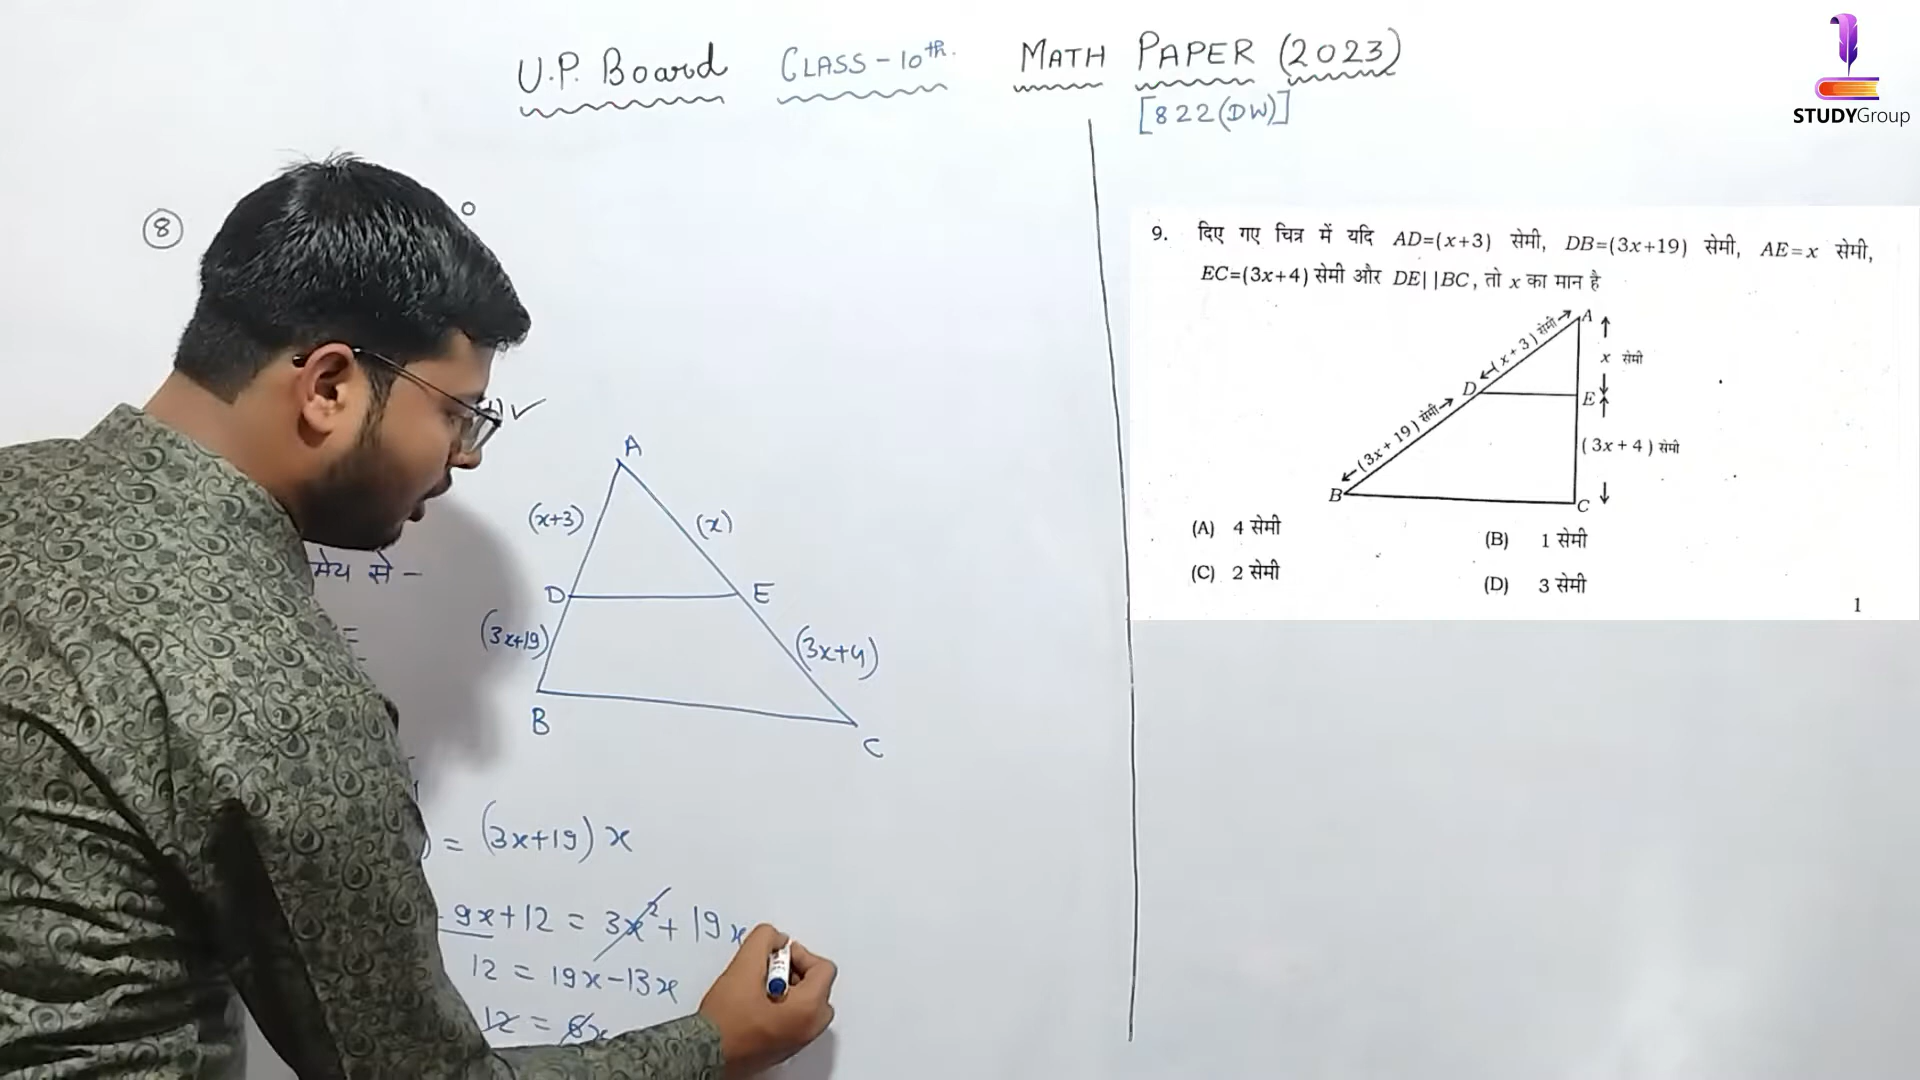 U.P. Board CLASS-10th. MATH PAPER (2023)
[822(DW)]
STUDYGroup
8
A
(x+3) (x)
D E
(3x+19) (3x+4)
B C
से -
=
) = (3x+19) x
9x+12 = 3x²+19x
12 = 19x-13x
12 = 6x
9. दिए गए चित्र में यदि AD=(x+3) सेमी, DB=(3x+19) सेमी, AE=x सेमी,
EC=(3x+4) सेमी और DE||BC, तो x का मान है
A
(x+3) सेमी
x सेमी
D
E
(3x+19) सेमी
(3x+4) सेमी
B
C
(A) 4 सेमी (B) 1 सेमी
(C) 2 सेमी (D) 3 सेमी
1